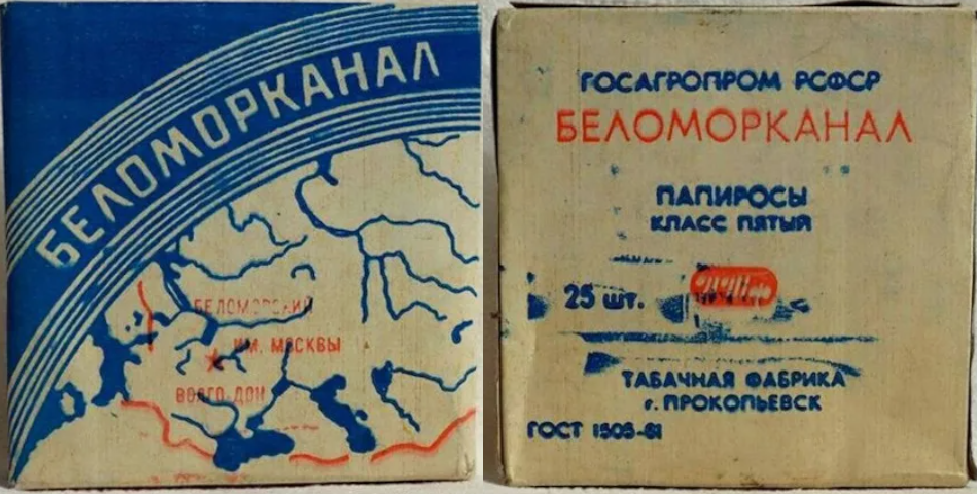 БЕЛОМОРКАНАЛ
БЕЛОМОРСКИЙ
ИМ. МОСКВЫ
ВОЛГО-ДОН
ГОСАГРОПРОМ РСФСР
БЕЛОМОРКАНАЛ
ПАПИРОСЫ
КЛАСС ПЯТЫЙ
25 шт.
ТАБАЧНАЯ ФАБРИКА
г. ПРОКОПЬЕВСК
ГОСТ 1505-81